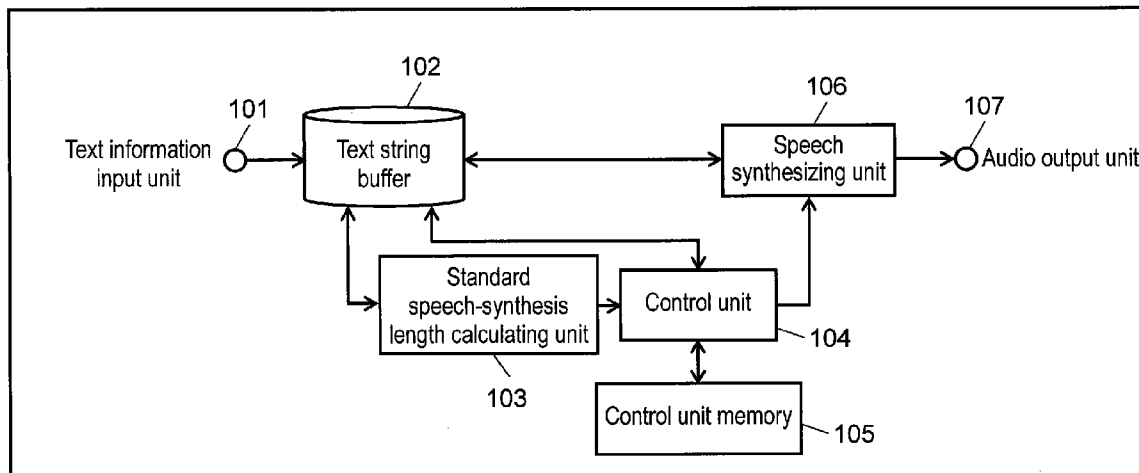 102
106
101
107
Text information
input unit
Text string
buffer
Speech
synthesizing unit
Audio output unit
Standard
speech-synthesis
length calculating unit
Control unit
104
103
Control unit memory
105